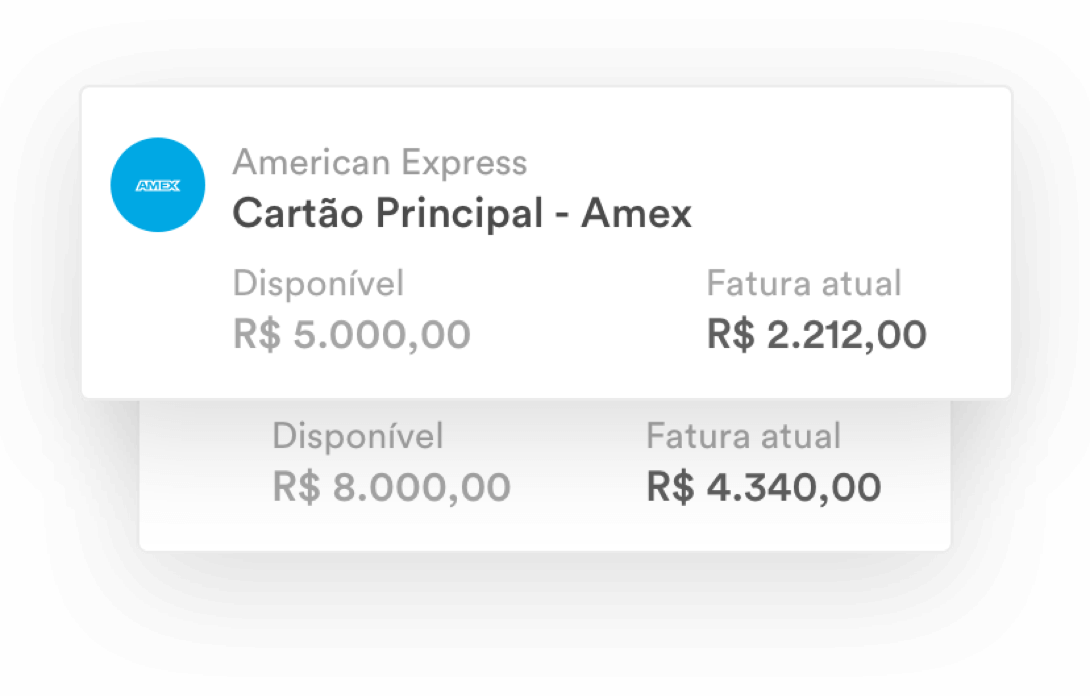 AMEX
American Express
Cartão Principal - Amex
Disponível
Fatura atual
R$ 5.000,00
R$ 2.212,00
Disponível
Fatura atual
R$ 8.000,00
R$ 4.340,00